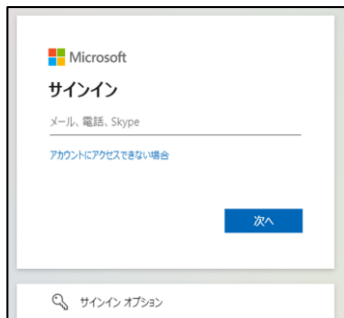 Microsoft
サインイン
メール、電話、Skype
アカウントにアクセスできない場合
次へ
サインイン オプション